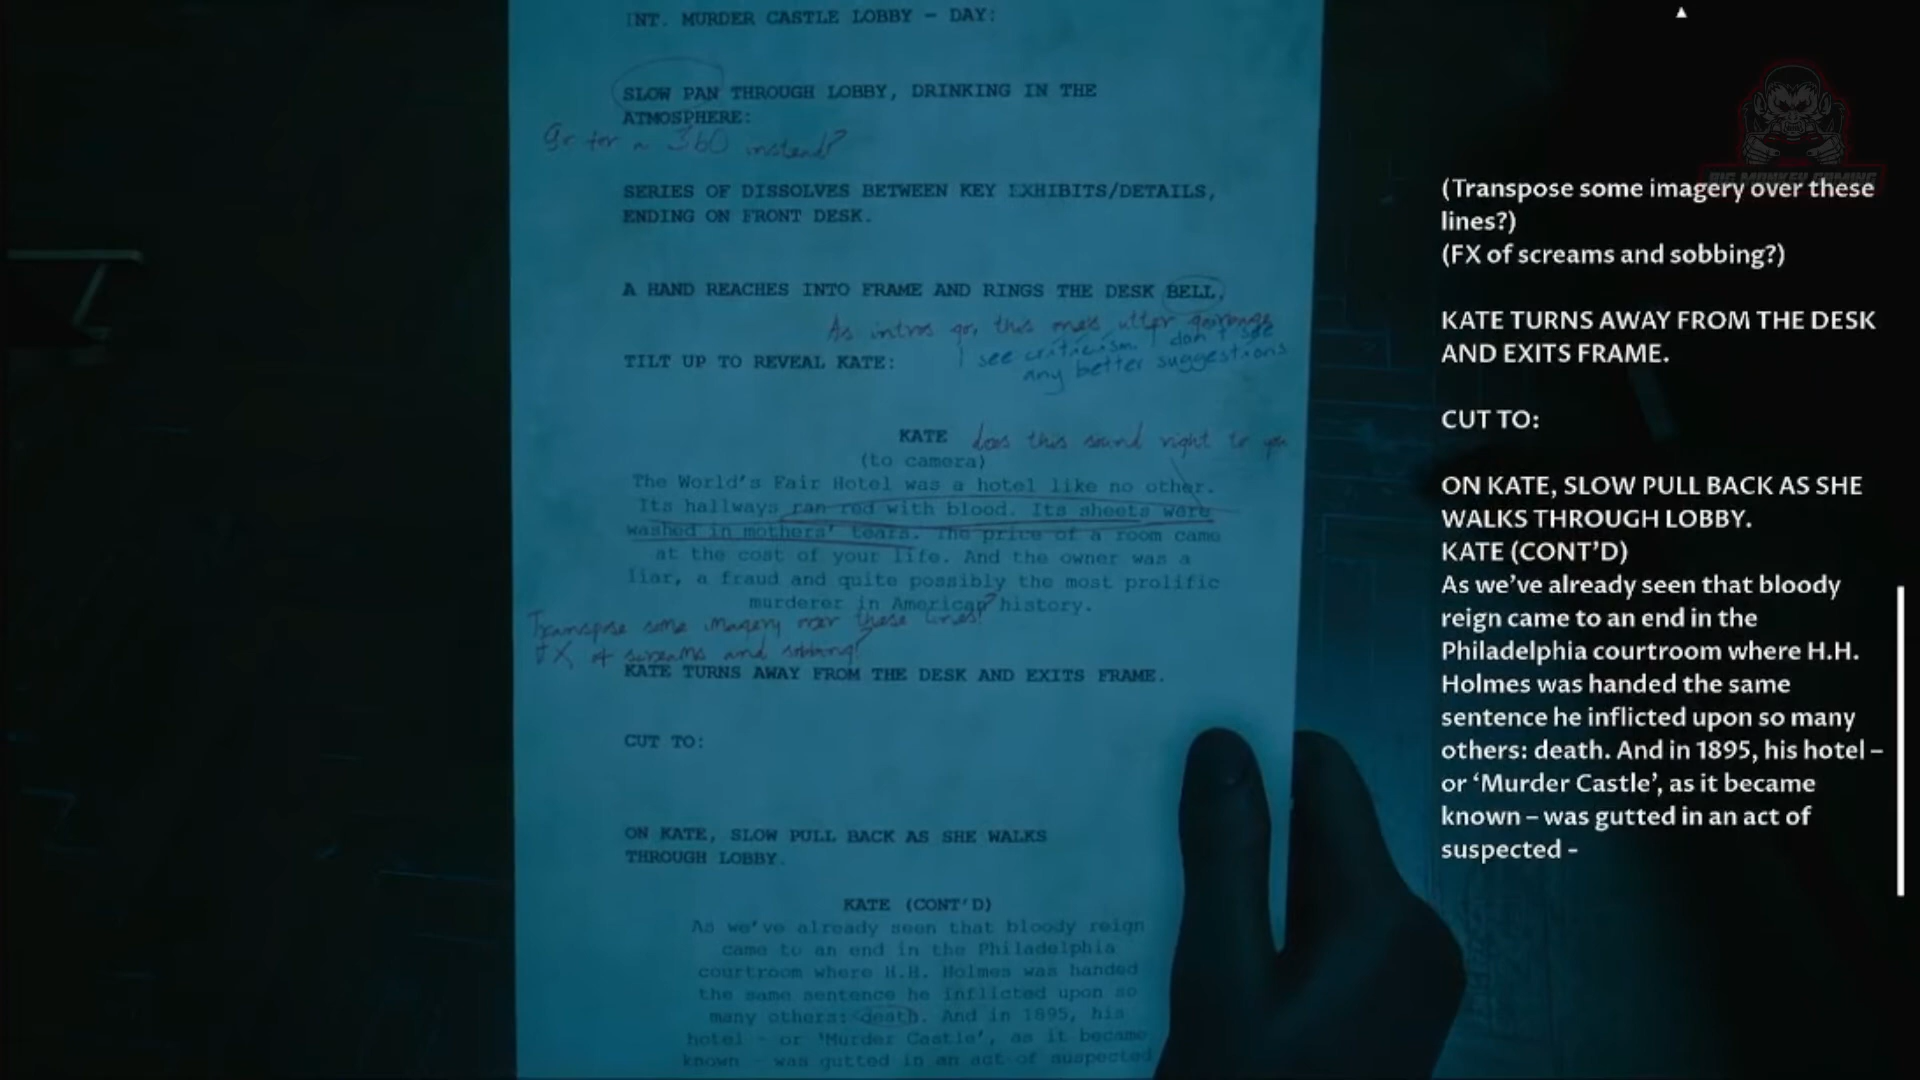 INT. MURDER CASTLE LOBBY – DAY:
SLOW PAN THROUGH LOBBY, DRINKING IN THE
ATMOSPHERE:
Go for a 360 instead?
SERIES OF DISSOLVES BETWEEN KEY EXHIBITS/DETAILS,
ENDING ON FRONT DESK.
A HAND REACHES INTO FRAME AND RINGS THE DESK BELL.
As intros go, this one's utter garbage
I see criticism. I don't see
any better suggestions
TILT UP TO REVEAL KATE:
KATE
does this sound right to you
(to camera)
The World's Fair Hotel was a hotel like no other.
Its hallways ran red with blood. Its sheets were
washed in mothers' tears. The price of a room came
at the cost of your life. And the owner was a
liar, a fraud and quite possibly the most prolific
murderer in American history.
Transpose some imagery over these lines?
FX of screams and sobbing?
KATE TURNS AWAY FROM THE DESK AND EXITS FRAME.
CUT TO:
ON KATE, SLOW PULL BACK AS SHE WALKS
THROUGH LOBBY.
KATE (CONT'D)
As we've already seen that bloody reign
came to an end in the Philadelphia
courtroom where H.H. Holmes was handed
the same sentence he inflicted upon so
many others: death. And in 1895, his
hotel – or 'Murder Castle', as it became
known – was gutted in an act of suspected
BIG MONKEY GAMING
(Transpose some imagery over these
lines?)
(FX of screams and sobbing?)
KATE TURNS AWAY FROM THE DESK
AND EXITS FRAME.
CUT TO:
ON KATE, SLOW PULL BACK AS SHE
WALKS THROUGH LOBBY.
KATE (CONT'D)
As we've already seen that bloody
reign came to an end in the
Philadelphia courtroom where H.H.
Holmes was handed the same
sentence he inflicted upon so many
others: death. And in 1895, his hotel –
or 'Murder Castle', as it became
known – was gutted in an act of
suspected -